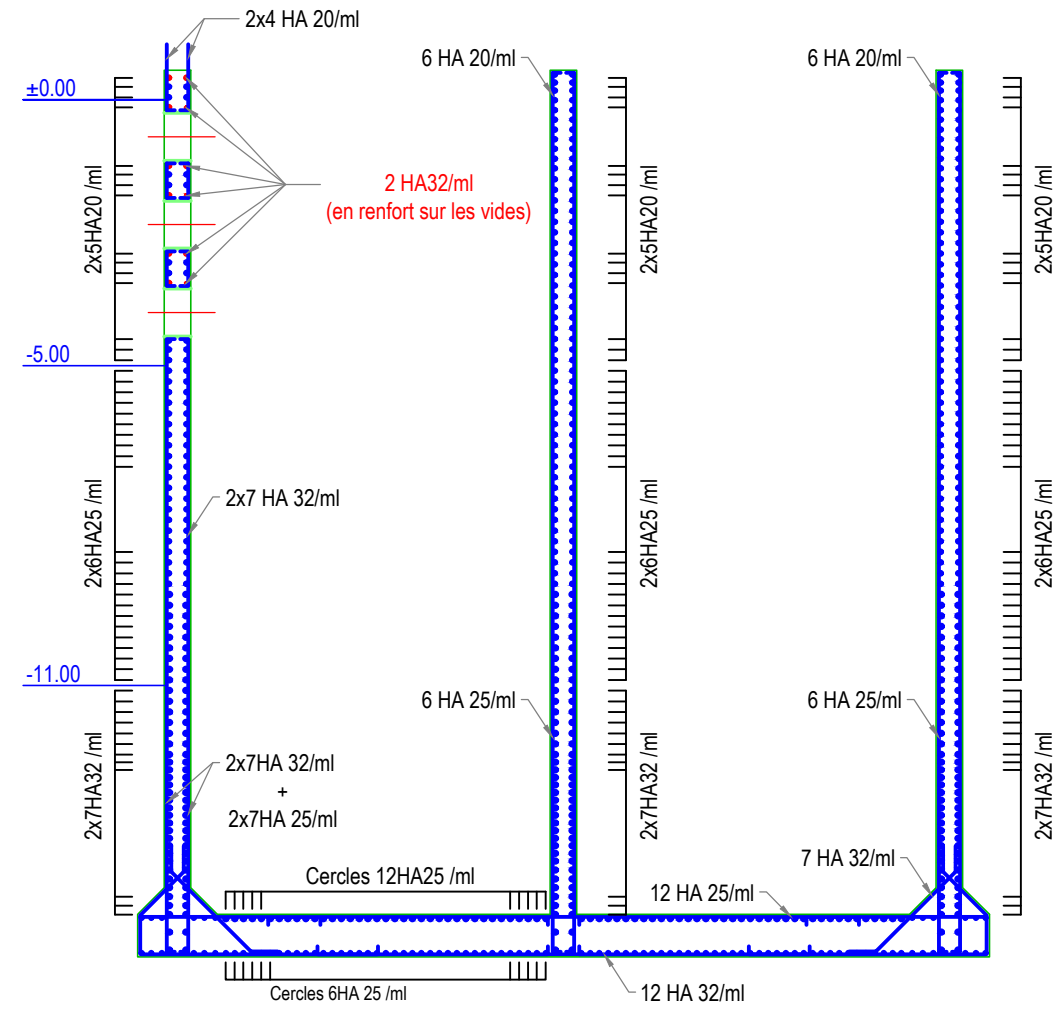 2x4 HA 20/ml
6 HA 20/ml
6 HA 20/ml
±0.00
2 HA32/ml
(en renfort sur les vides)
2x5HA20 /ml
2x5HA20 /ml
2x5HA20 /ml
-5.00
2x7 HA 32/ml
2x6HA25 /ml
2x6HA25 /ml
2x6HA25 /ml
-11.00
6 HA 25/ml
6 HA 25/ml
2x7HA 32/ml
+
2x7HA 25/ml
2x7HA32 /ml
2x7HA32 /ml
2x7HA32 /ml
7 HA 32/ml
Cercles 12HA25 /ml
12 HA 25/ml
Cercles 6HA 25 /ml
12 HA 32/ml